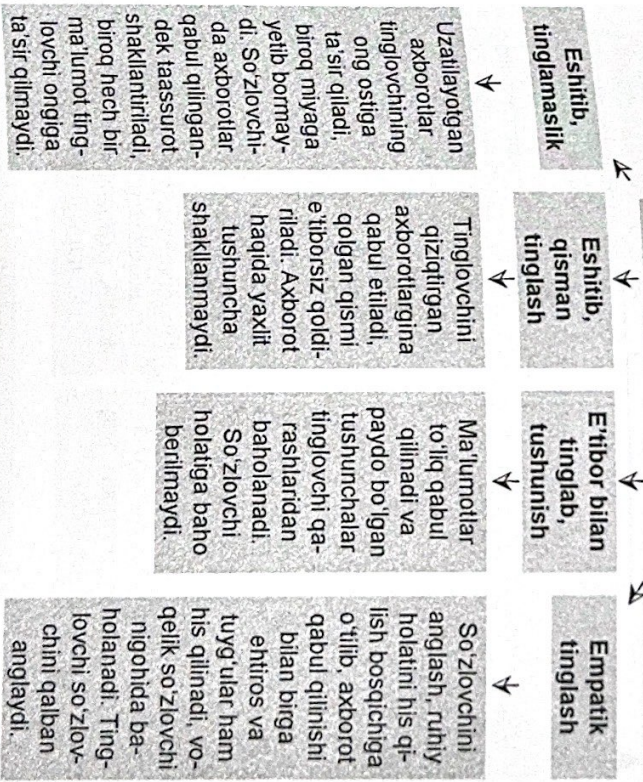 Eshitib,
tinglamaslik
Uzatilayotgan
axborotlar
tinglovchining
ong ostiga
ta'sir qiladi,
biroq miyaga
yetib bormay-
di. So'zlovchi-
da axborotlar
qabul qilingan-
dek taassurot
shakllantiriladi,
biroq hech bir
ma'lumot ting-
lovchi ongiga
ta'sir qilmaydi.
Eshitib,
qisman
tinglash
Tinglovchini
qiziqtirgan
axborotlargina
qabul etiladi,
qolgan qismi
e'tiborsiz qoldi-
riladi. Axborot
haqida yaxlit
tushuncha
shakllanmaydi.
E'tibor bilan
tinglab,
tushunish
Ma'lumotlar
to'liq qabul
qilinadi va
paydo bo'lgan
tushunchalar
tinglovchi qa-
rashlaridan
baholanadi.
So'zlovchi
holatiga baho
berilmaydi.
Empatik
tinglash
So'zlovchini
anglash, ruhiy
holatini his qi-
lish bosqichiga
o'tilib, axborot
qabul qilinishi
bilan birga
ehtiros va
tuyg'ular ham
his qilinadi, vo-
qelik so'zlovchi
nigohida ba-
holanadi. Ting-
lovchi so'zlov-
chini qalban
anglaydi.